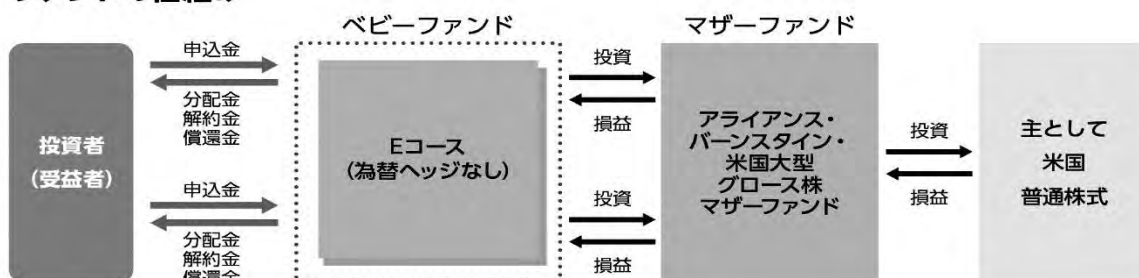 ベビーファンド
マザーファンド
申込金
分配金
解約金
償還金
投資者
(受益者)
申込金
分配金
解約金
償還金
Eコース
(為替ヘッジなし)
投資
損益
投資
損益
アライアンス・
バーンスタイン・
米国大型
グロース株
マザーファンド
投資
損益
主として
米国
普通株式